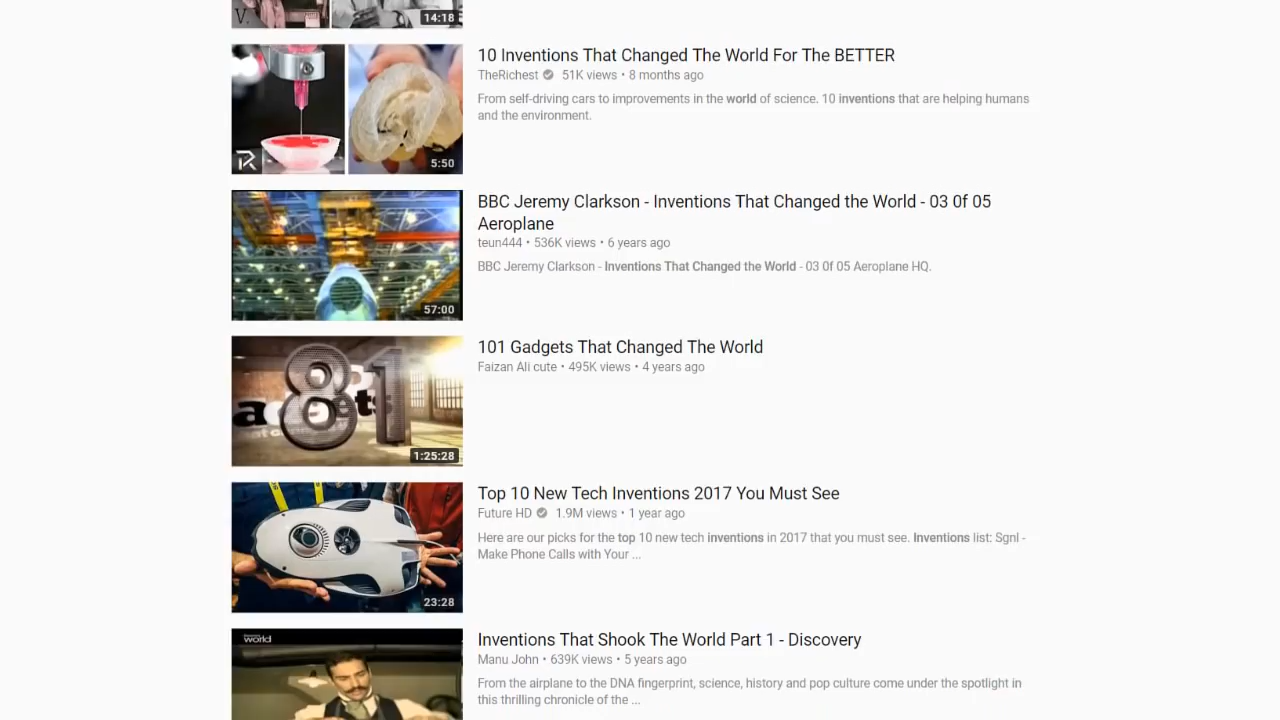 V.
14:18
10 Inventions That Changed The World For The BETTER
TheRichest 51K views • 8 months ago
From self-driving cars to improvements in the world of science. 10 inventions that are helping humans
and the environment.
R
5:50
BBC Jeremy Clarkson - Inventions That Changed the World - 03 0f 05
Aeroplane
teun444 • 536K views • 6 years ago
BBC Jeremy Clarkson - Inventions That Changed the World - 03 0f 05 Aeroplane HQ.
57:00
101 Gadgets That Changed The World
Faizan Ali cute • 495K views • 4 years ago
81
1:25:28
Top 10 New Tech Inventions 2017 You Must See
Future HD 1.9M views • 1 year ago
Here are our picks for the top 10 new tech inventions in 2017 that you must see. Inventions list: Sgnl -
Make Phone Calls with Your ...
23:28
Inventions That Shook The World Part 1 - Discovery
world
Manu John • 639K views • 5 years ago
From the airplane to the DNA fingerprint, science, history and pop culture come under the spotlight in
this thrilling chronicle of the ...